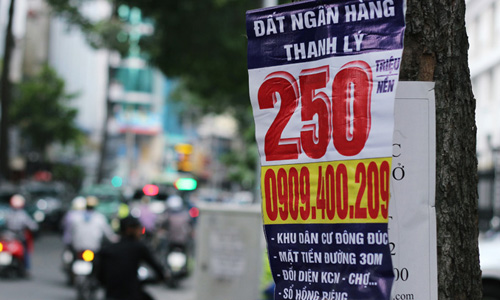 ĐẤT NGÂN HÀNG
THANH LÝ
250 TRIỆU
NỀN
0909.400.209
- KHU DÂN CƯ ĐÔNG ĐÚC
- MẶT TIỀN ĐƯỜNG 30M
- ĐỐI DIỆN KCN - CHỢ...
- SỔ HỒNG RIÊNG